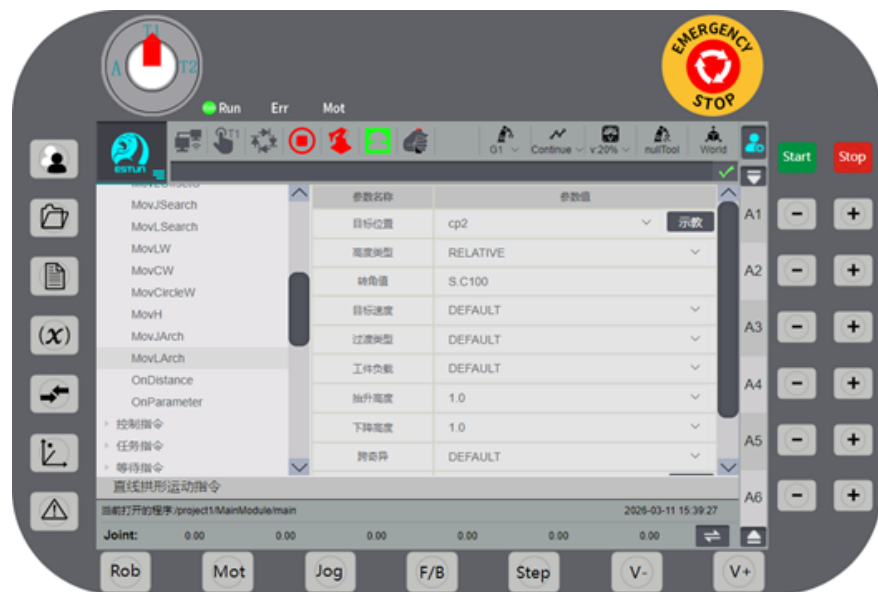 T1
A
T2
EMERGENCY
STOP
Run Err Mot
ESTUN
T1
G1
Continue
v:20%
nullTool
World
Start
Stop
MovJSearch
MovLSearch
MovLW
MovCW
MovCircleW
MovH
MovJArch
MovLArch
OnDistance
OnParameter
控制指令
任务指令
等待指令
参数名称 参数值
目标位置 cp2 示教
高度类型 RELATIVE
转角值 S.C100
目标速度 DEFAULT
过渡类型 DEFAULT
工件负载 DEFAULT
抬升高度 1.0
下降高度 1.0
跨奇异 DEFAULT
A1 - +
A2 - +
A3 - +
A4 - +
A5 - +
A6 - +
(x)
直线拱形运动指令
当前打开的程序:/project1/MainModule/main 2026-03-11 15:39:27
Joint: 0.00 0.00 0.00 0.00 0.00 0.00
Rob Mot Jog F/B Step V- V+